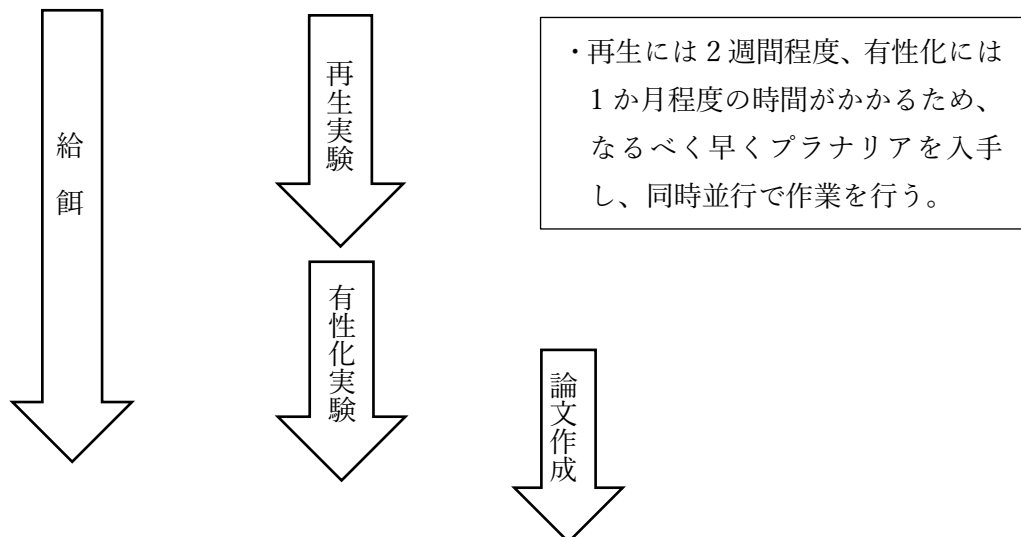 給餌
再生実験
有性化実験
論文作成
・再生には2週間程度、有性化には
1か月程度の時間がかかるため、
なるべく早くプラナリアを入手
し、同時並行で作業を行う。